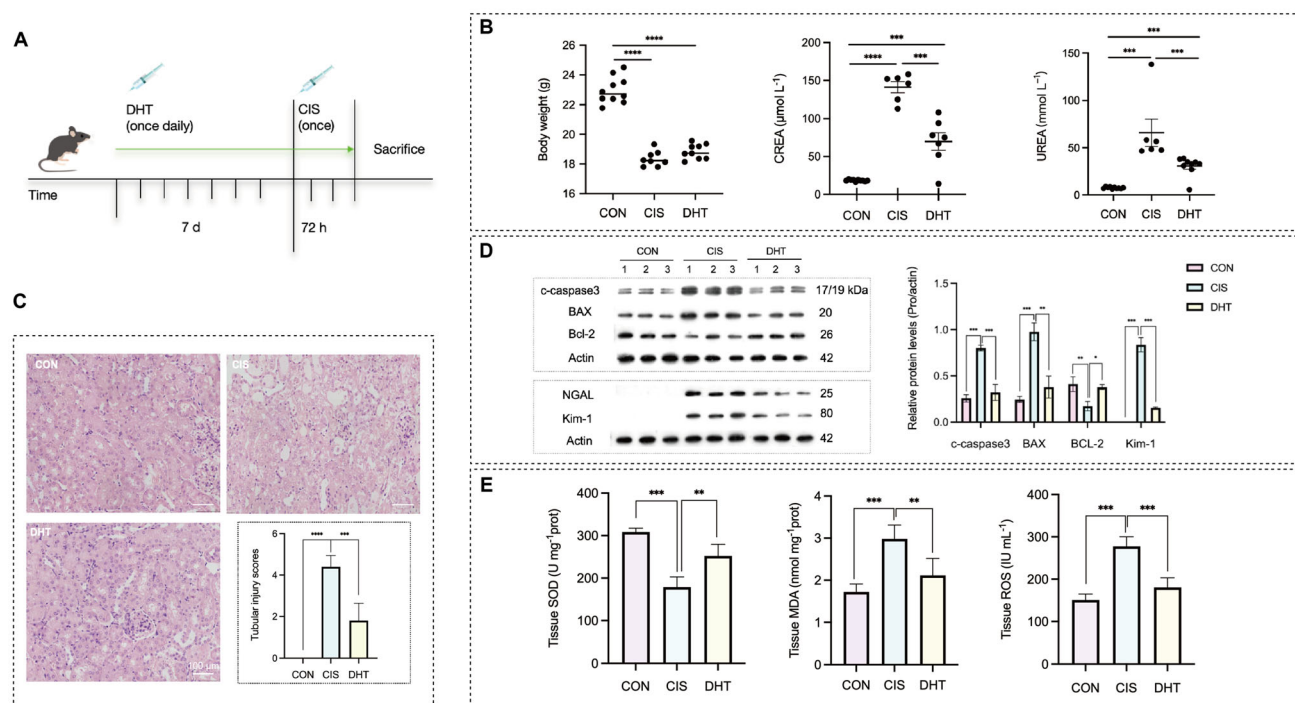 A
DHT
(once daily)
CIS
(once)
Sacrifice
Time
7 d
72 h
B
Body weight (g)
26
24
22
20
18
16
****
****
CON CIS DHT
CREA (µmol L⁻¹)
200
150
100
50
0
***
**** ***
CON CIS DHT
UREA (mmol L⁻¹)
150
100
50
0
***
*** ***
CON CIS DHT
C
CON
CIS
DHT
100 µm
Tubular injury scores
6
4
2
0
**** ***
CON CIS DHT
D
CON CIS DHT
1 2 3 1 2 3 1 2 3
c-caspase3 17/19 kDa
BAX 20
Bcl-2 26
Actin 42
NGAL 25
Kim-1 80
Actin 42
Relative protein levels (Pro/actin)
1.5
1.0
0.5
0.0
*** *** *** ** ** * *** ***
c-caspase3 BAX BCL-2 Kim-1
CON
CIS
DHT
E
Tissue SOD (U mg⁻¹prot)
400
300
200
100
0
*** **
CON CIS DHT
Tissue MDA (nmol mg⁻¹prot)
4
3
2
1
0
*** **
CON CIS DHT
Tissue ROS (IU mL⁻¹)
400
300
200
100
0
*** ***
CON CIS DHT